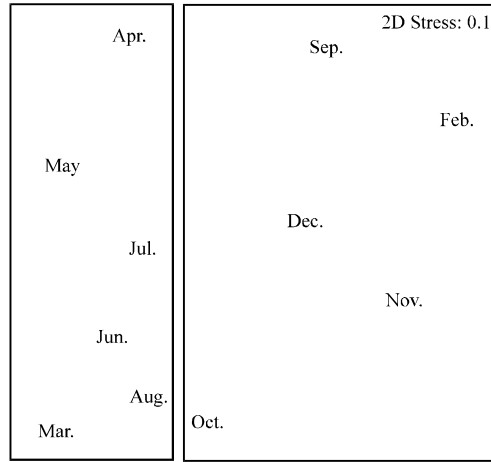 Apr.
May
Jul.
Jun.
Aug.
Mar.
2D Stress: 0.1
Sep.
Feb.
Dec.
Nov.
Oct.